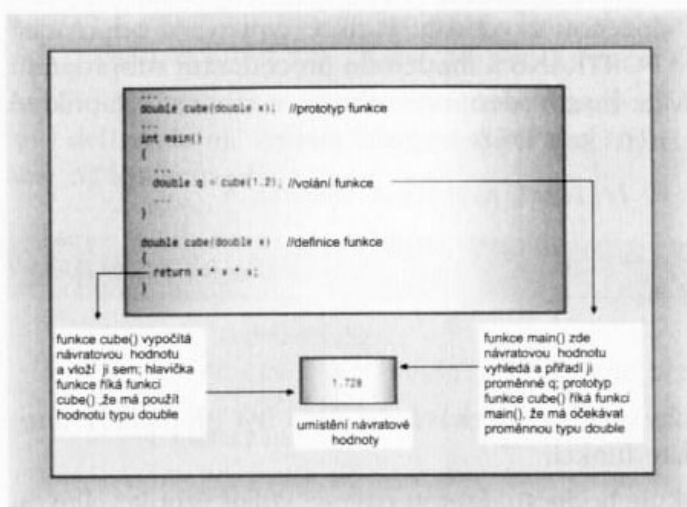 ...
double cube(double x); //prototyp funkce
...
int main()
{
...
double q = cube(1.2); //volání funkce
...
}
double cube(double x) //definice funkce
{
return x * x * x;
}
funkce cube() vypočítá
návratovou hodnotu
a vloží ji sem; hlavička
funkce říká funkci
cube() ,že má použít
hodnotu typu double
1.728
umístění návratové
hodnoty
funkce main() zde
návratovou hodnotu
vyhledá a přiřadí ji
proměnné q; prototyp
funkce cube() říká funkci
main(), že má očekávat
proměnnou typu double